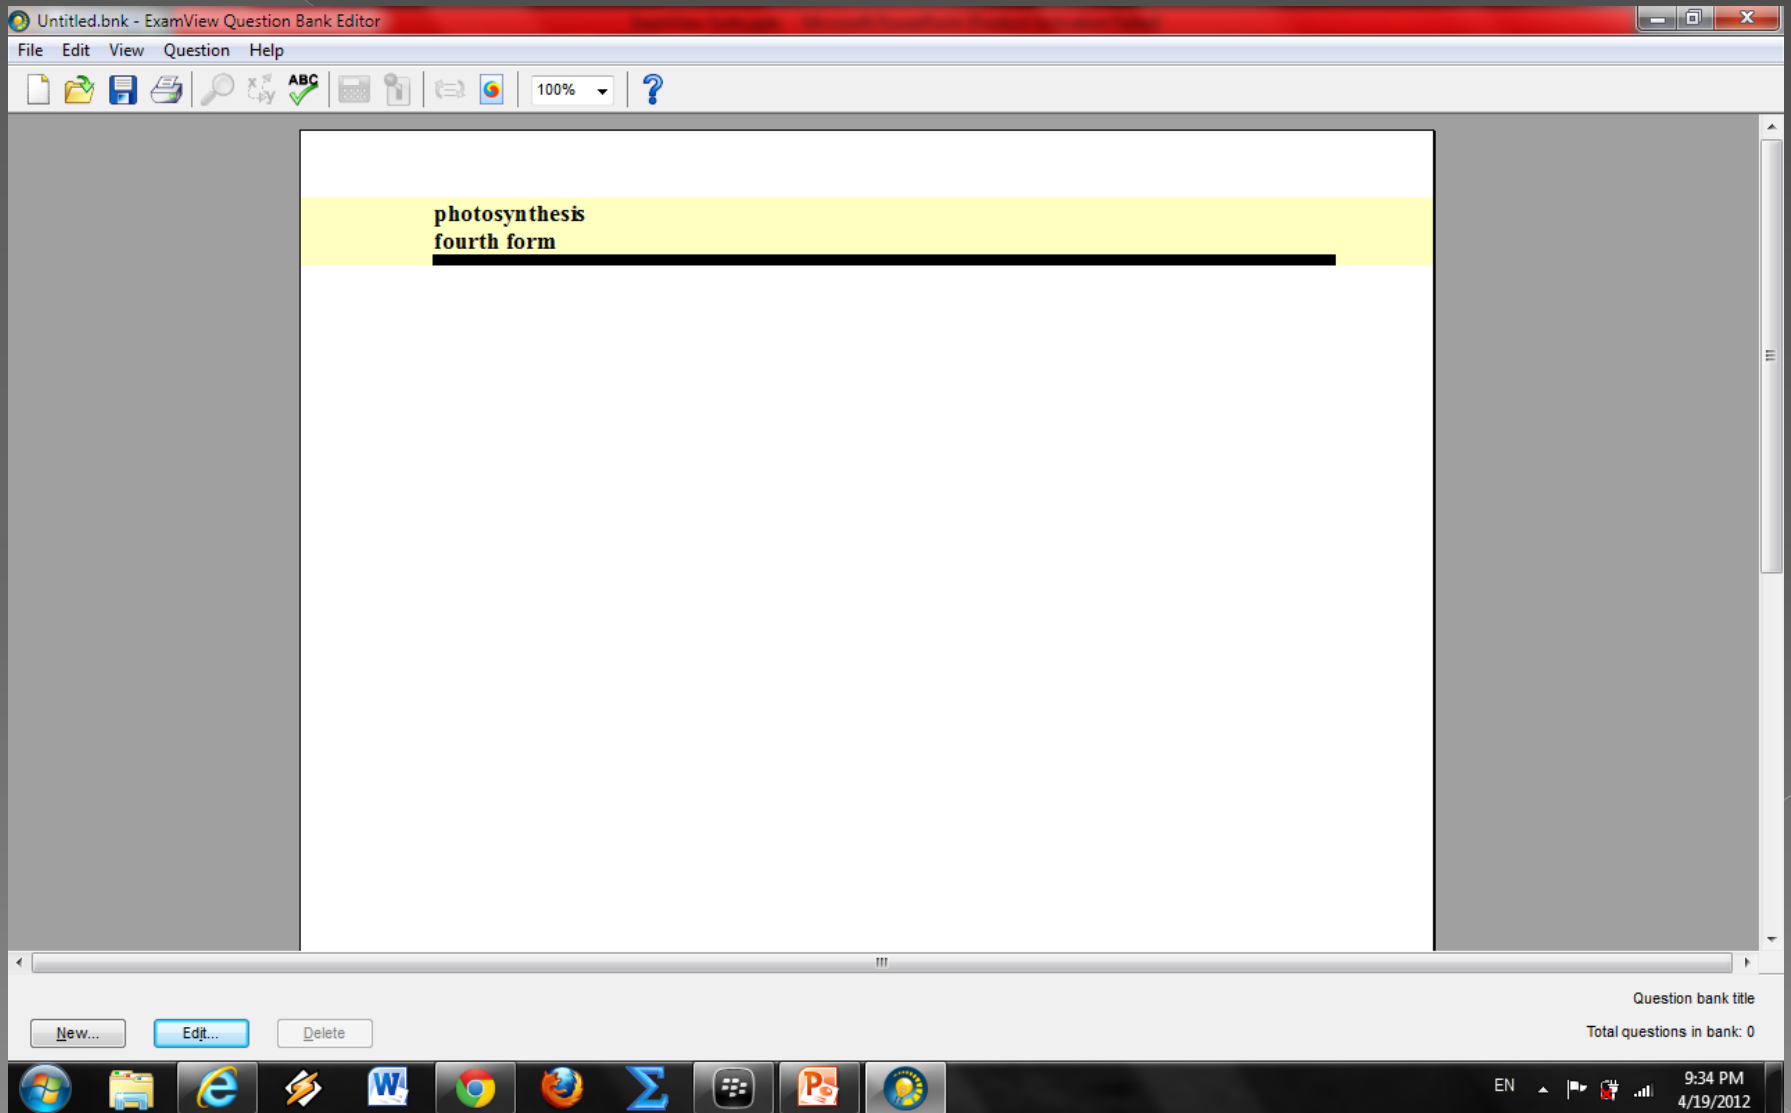 Untitled.bnk - ExamView Question Bank Editor
File Edit View Question Help
ABC 100% ?
photosynthesis
fourth form
Question bank title
New... Edit... Delete Total questions in bank: 0
EN 9:34 PM
4/19/2012